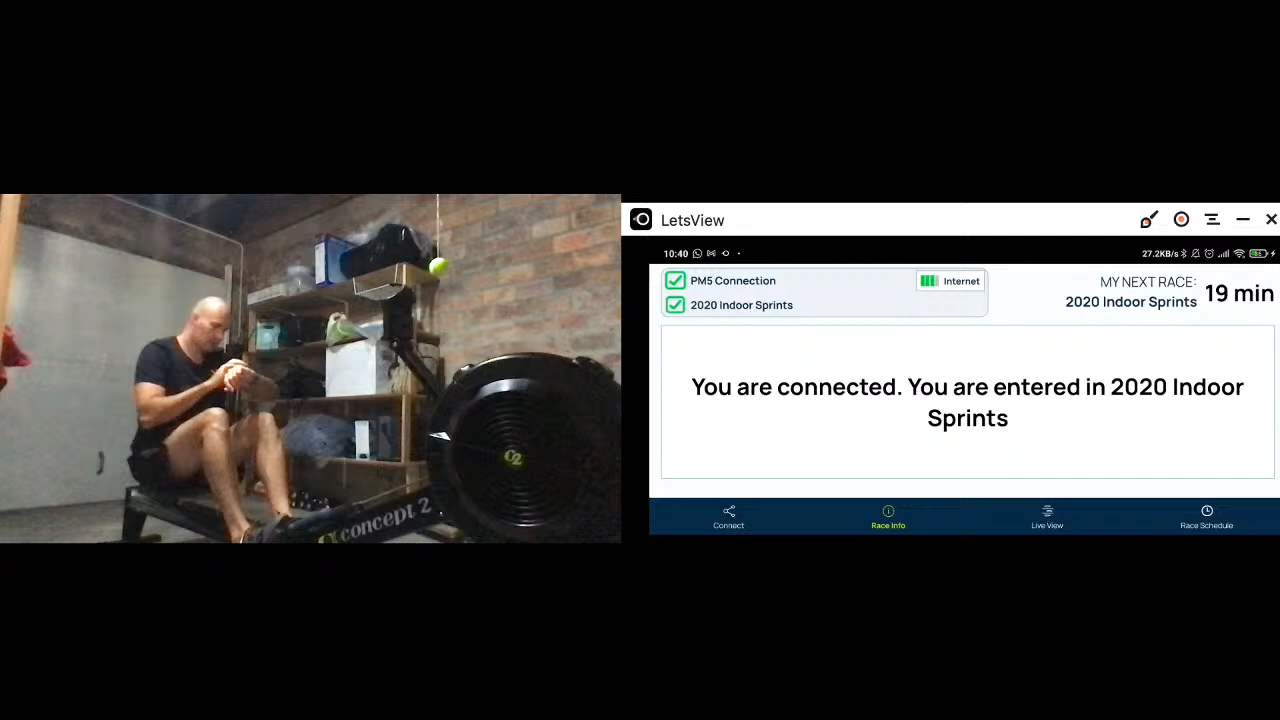 LetsView
10:40
27.2KB/s
PM5 Connection
Internet
2020 Indoor Sprints
MY NEXT RACE:
2020 Indoor Sprints
19 min
You are connected. You are entered in 2020 Indoor
Sprints
Connect
Race Info
Live View
Race Schedule
C2
concept 2